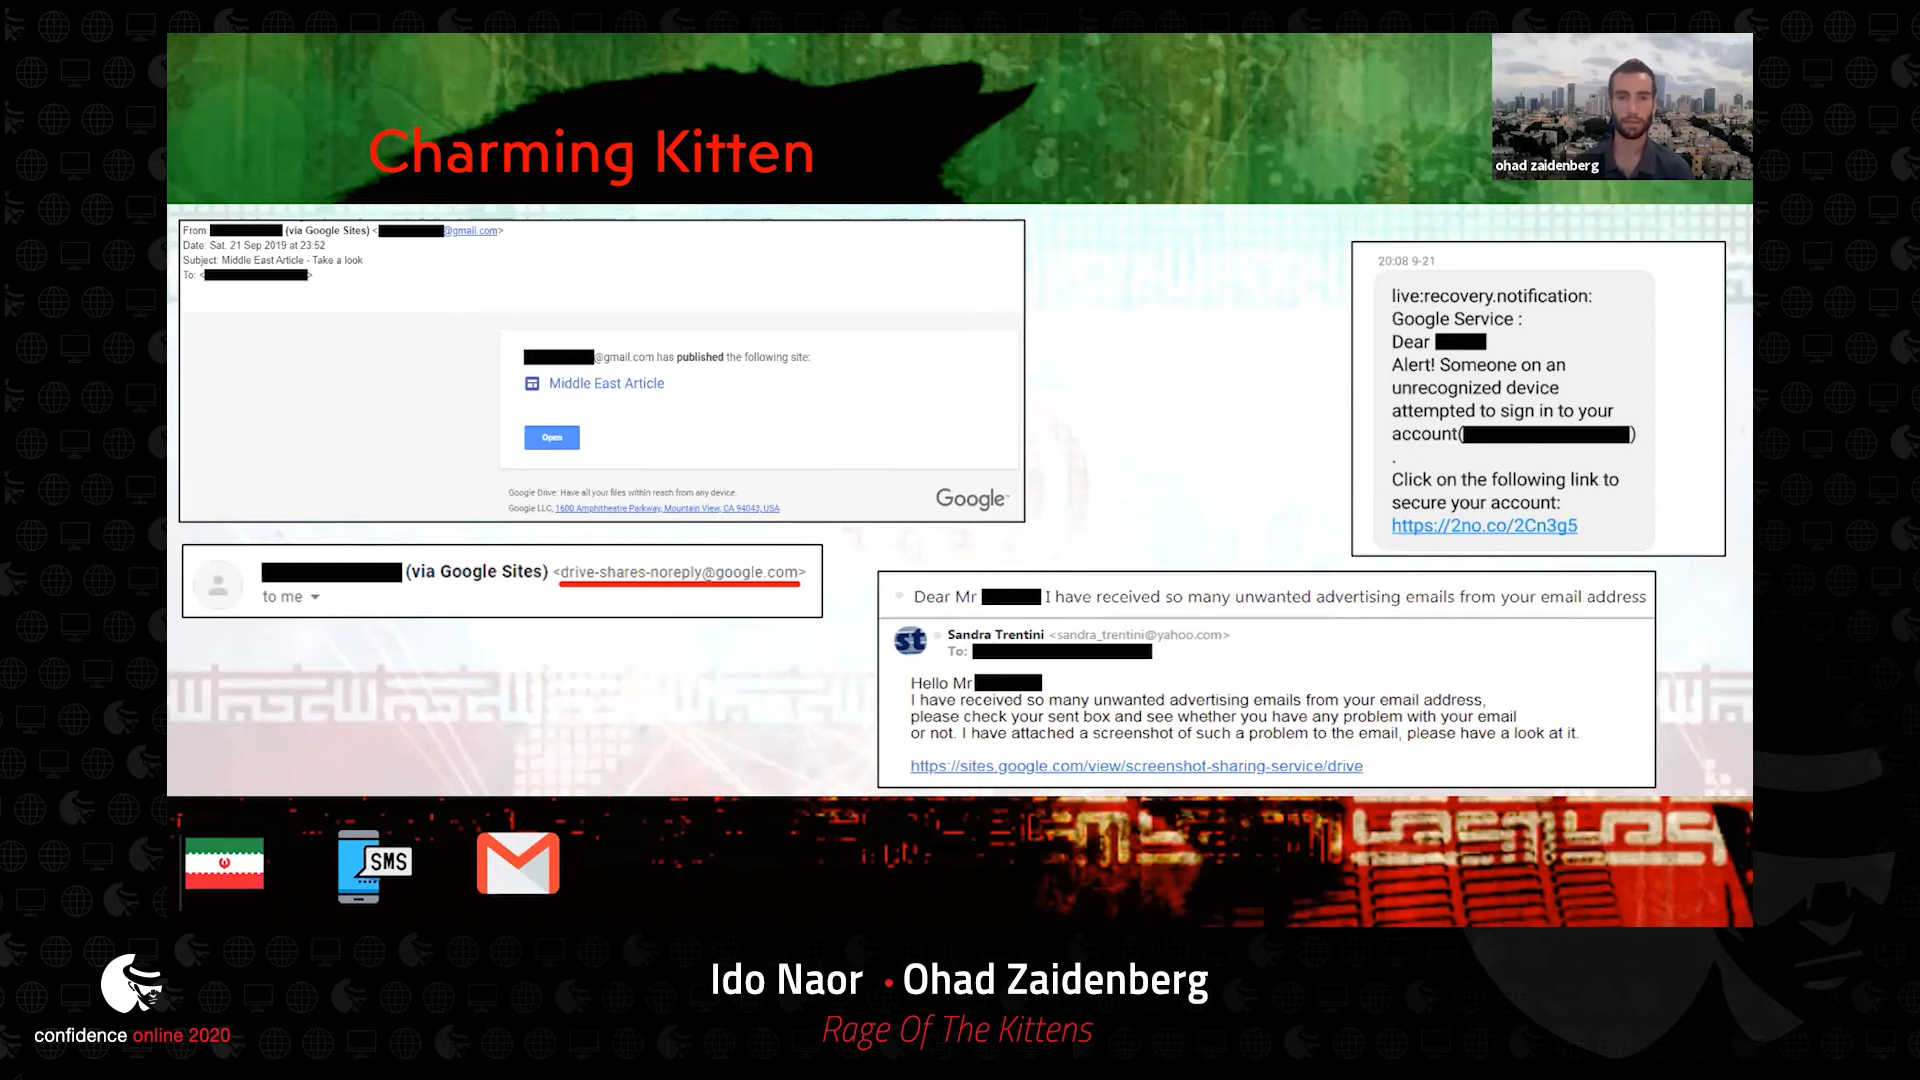 Charming Kitten
ohad zaidenberg
From: (via Google Sites) < @gmail.com>
Date: Sat, 21 Sep 2019 at 23:52
Subject: Middle East Article - Take a look
To: < >
@gmail.com has published the following site:
Middle East Article
Open
Google Drive: Have all your files within reach from any device.
Google LLC, 1600 Amphitheatre Parkway, Mountain View, CA 94043, USA
Google
(via Google Sites) <drive-shares-noreply@google.com>
to me
20:08 9-21
live:recovery.notification:
Google Service :
Dear
Alert! Someone on an
unrecognized device
attempted to sign in to your
account( )
.
Click on the following link to
secure your account:
https://2no.co/2Cn3g5
Dear Mr I have received so many unwanted advertising emails from your email address
st
Sandra Trentini <sandra_trentini@yahoo.com>
To:
Hello Mr
I have received so many unwanted advertising emails from your email address,
please check your sent box and see whether you have any problem with your email
or not. I have attached a screenshot of such a problem to the email, please have a look at it.
https://sites.google.com/view/screenshot-sharing-service/drive
SMS
Ido Naor • Ohad Zaidenberg
Rage Of The Kittens
confidence online 2020